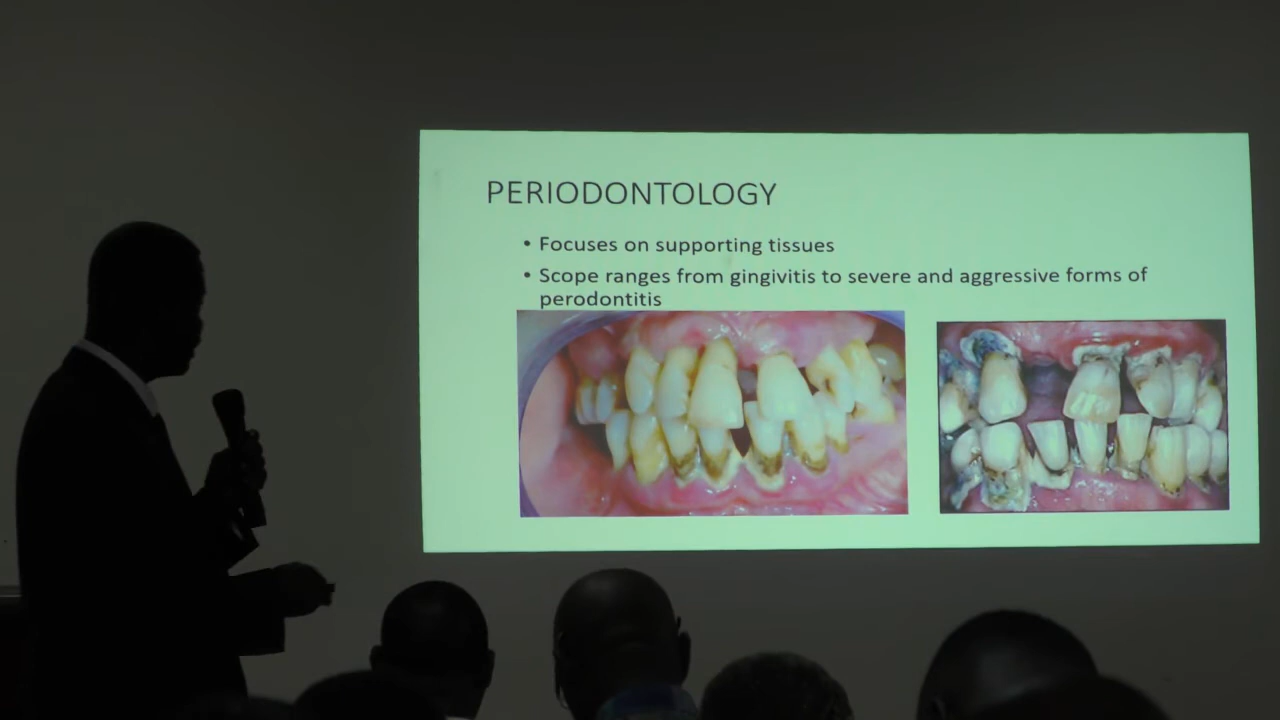 PERIODONTOLOGY
• Focuses on supporting tissues
• Scope ranges from gingivitis to severe and aggressive forms of
perodontitis